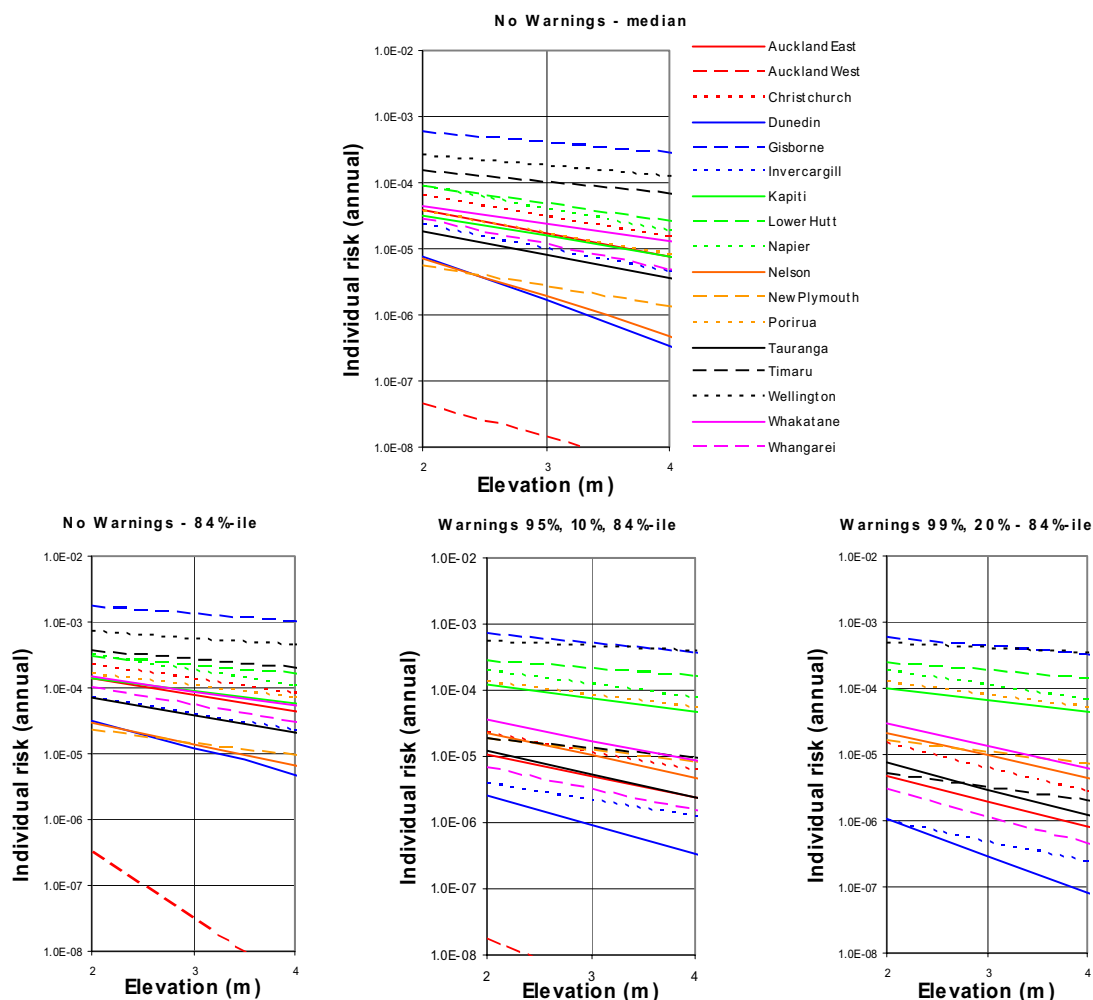 No Warnings - median
1.0E-02
1.0E-03
1.0E-04
1.0E-05
1.0E-06
1.0E-07
1.0E-08
Individual risk (annual)
2 3 4
Elevation (m)
Auckland East
Auckland West
Christchurch
Dunedin
Gisborne
Invercargill
Kapiti
Lower Hutt
Napier
Nelson
New Plymouth
Porirua
Tauranga
Timaru
Wellington
Whakatane
Whangarei
No Warnings - 84%-ile
1.0E-02
1.0E-03
1.0E-04
1.0E-05
1.0E-06
1.0E-07
1.0E-08
Individual risk (annual)
2 3 4
Elevation (m)
Warnings 95%, 10%, 84%-ile
1.0E-02
1.0E-03
1.0E-04
1.0E-05
1.0E-06
1.0E-07
1.0E-08
Individual risk (annual)
2 3 4
Elevation (m)
Warnings 99%, 20% - 84%-ile
1.0E-02
1.0E-03
1.0E-04
1.0E-05
1.0E-06
1.0E-07
1.0E-08
Individual risk (annual)
2 3 4
Elevation (m)